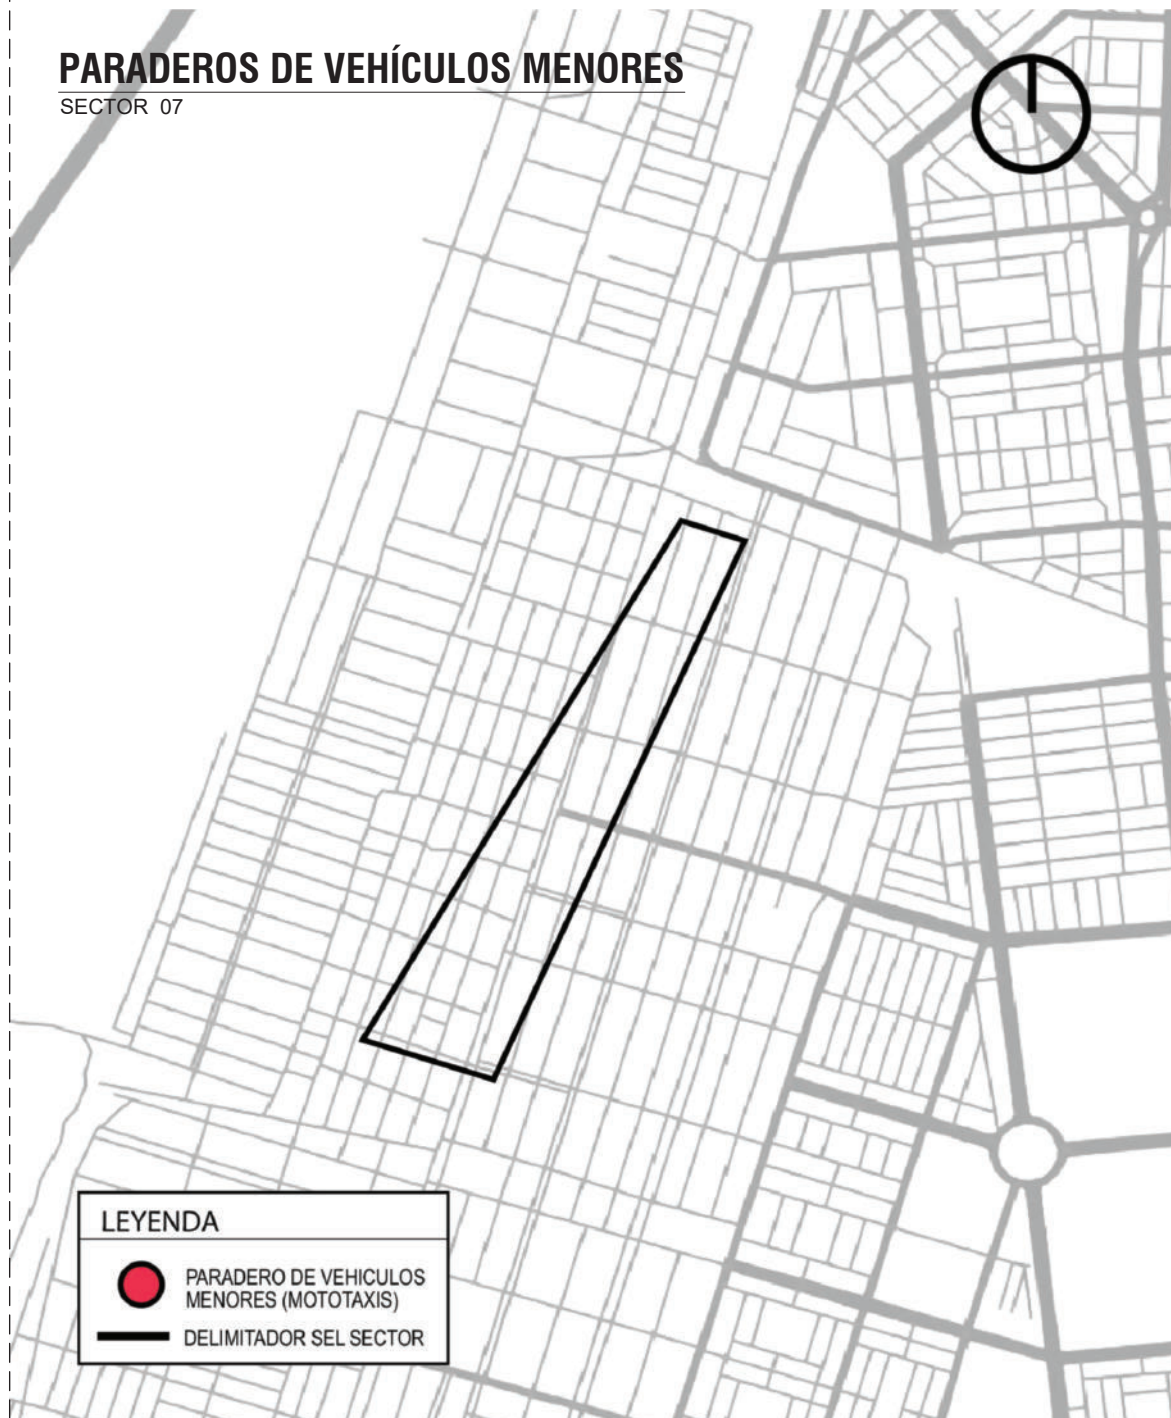 PARADEROS DE VEHÍCULOS MENORES
SECTOR 07
LEYENDA
PARADERO DE VEHICULOS
MENORES (MOTOTAXIS)
DELIMITADOR SEL SECTOR